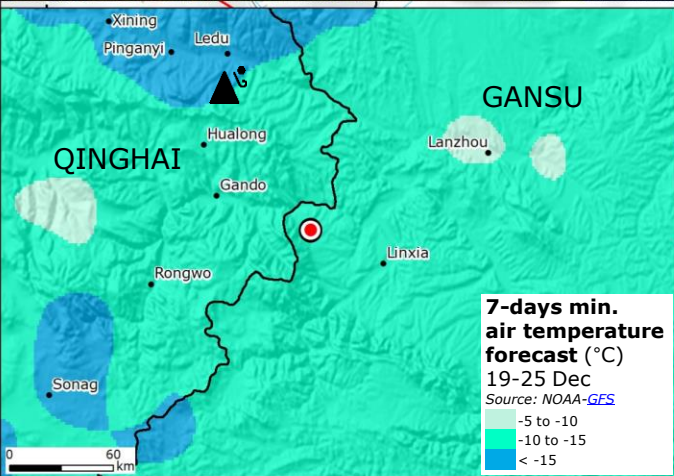 Xining
Pinganyi
Ledu
GANSU
Hualong
Lanzhou
QINGHAI
Gando
Linxia
Rongwo
Sonag
7-days min.
air temperature
forecast (°C)
19-25 Dec
Source: NOAA-GFS
-5 to -10
-10 to -15
< -15
0 60
km